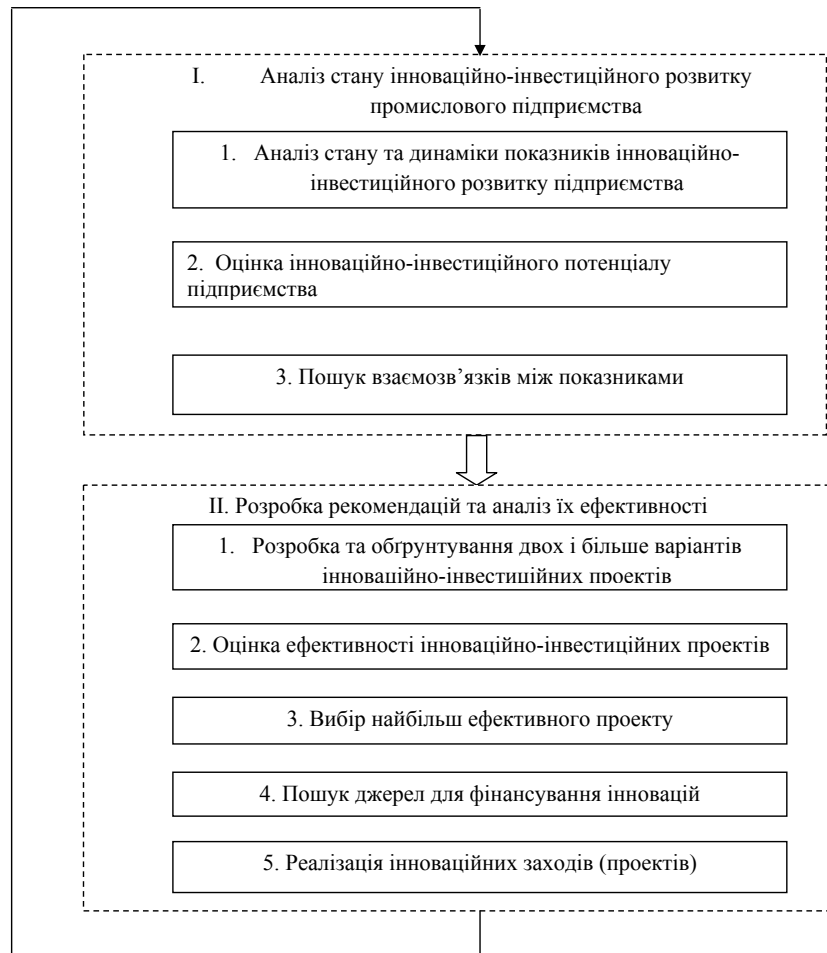 I. Аналіз стану інноваційно-інвестиційного розвитку
промислового підприємства
1. Аналіз стану та динаміки показників інноваційно-
інвестиційного розвитку підприємства
2. Оцінка інноваційно-інвестиційного потенціалу
підприємства
3. Пошук взаємозв’язків між показниками
II. Розробка рекомендацій та аналіз їх ефективності
1. Розробка та обґрунтування двох і більше варіантів
інноваційно-інвестиційних проектів
2. Оцінка ефективності інноваційно-інвестиційних проектів
3. Вибір найбільш ефективного проекту
4. Пошук джерел для фінансування інновацій
5. Реалізація інноваційних заходів (проектів)